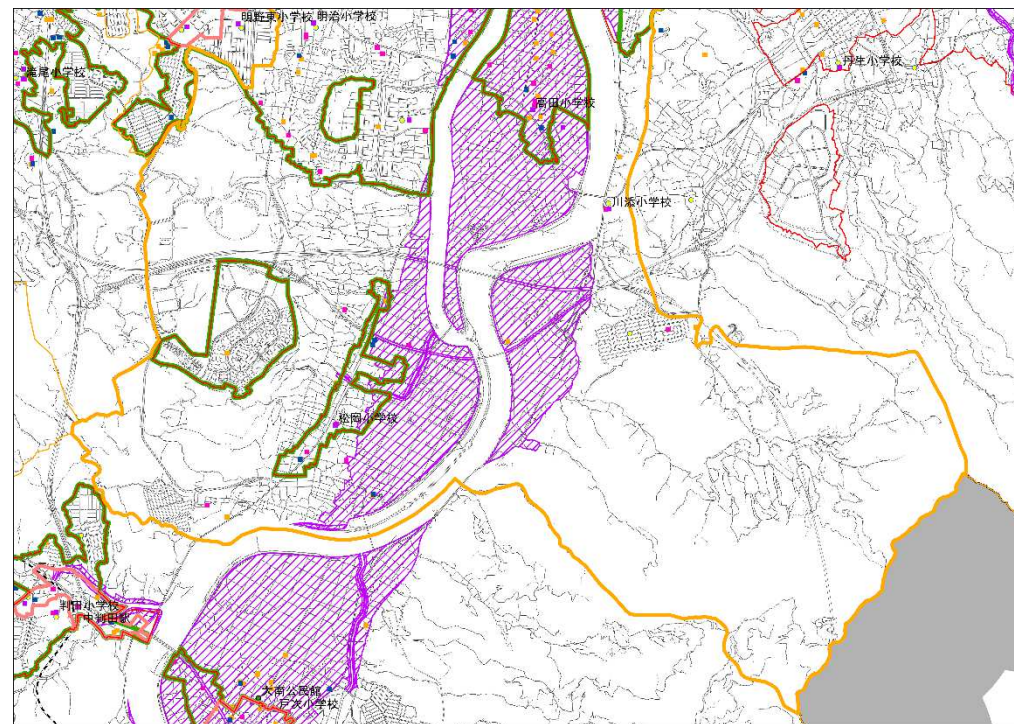 明野東小学校
明治小学校
滝尾小学校
丹生小学校
高田小学校
川添小学校
松岡小学校
判田小学校
中判田駅
大南公民館
戸次小学校